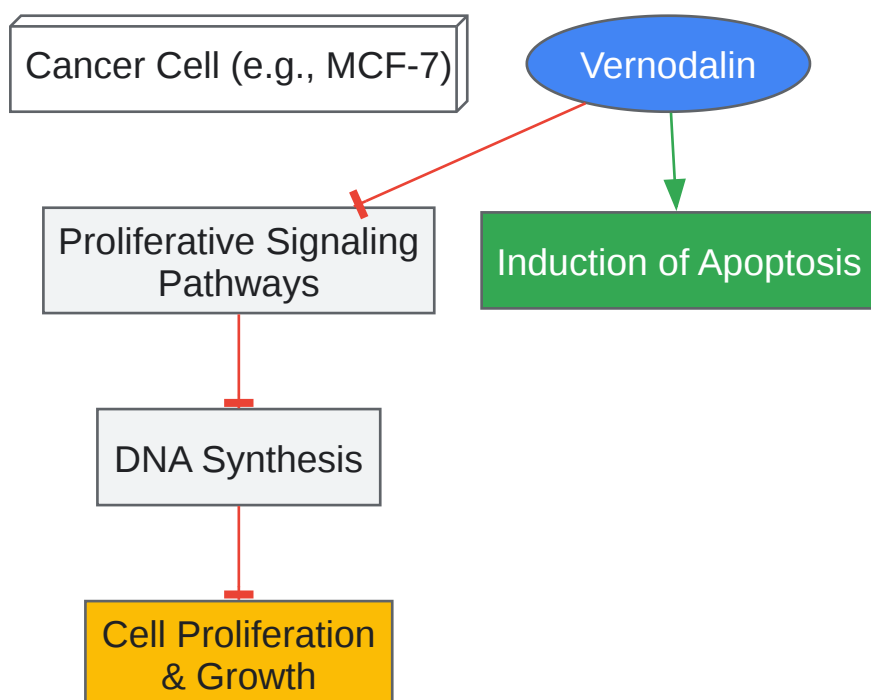 Cancer Cell (e.g., MCF-7)
Vernodalin
Proliferative Signaling
Pathways
Induction of Apoptosis
DNA Synthesis
Cell Proliferation
& Growth